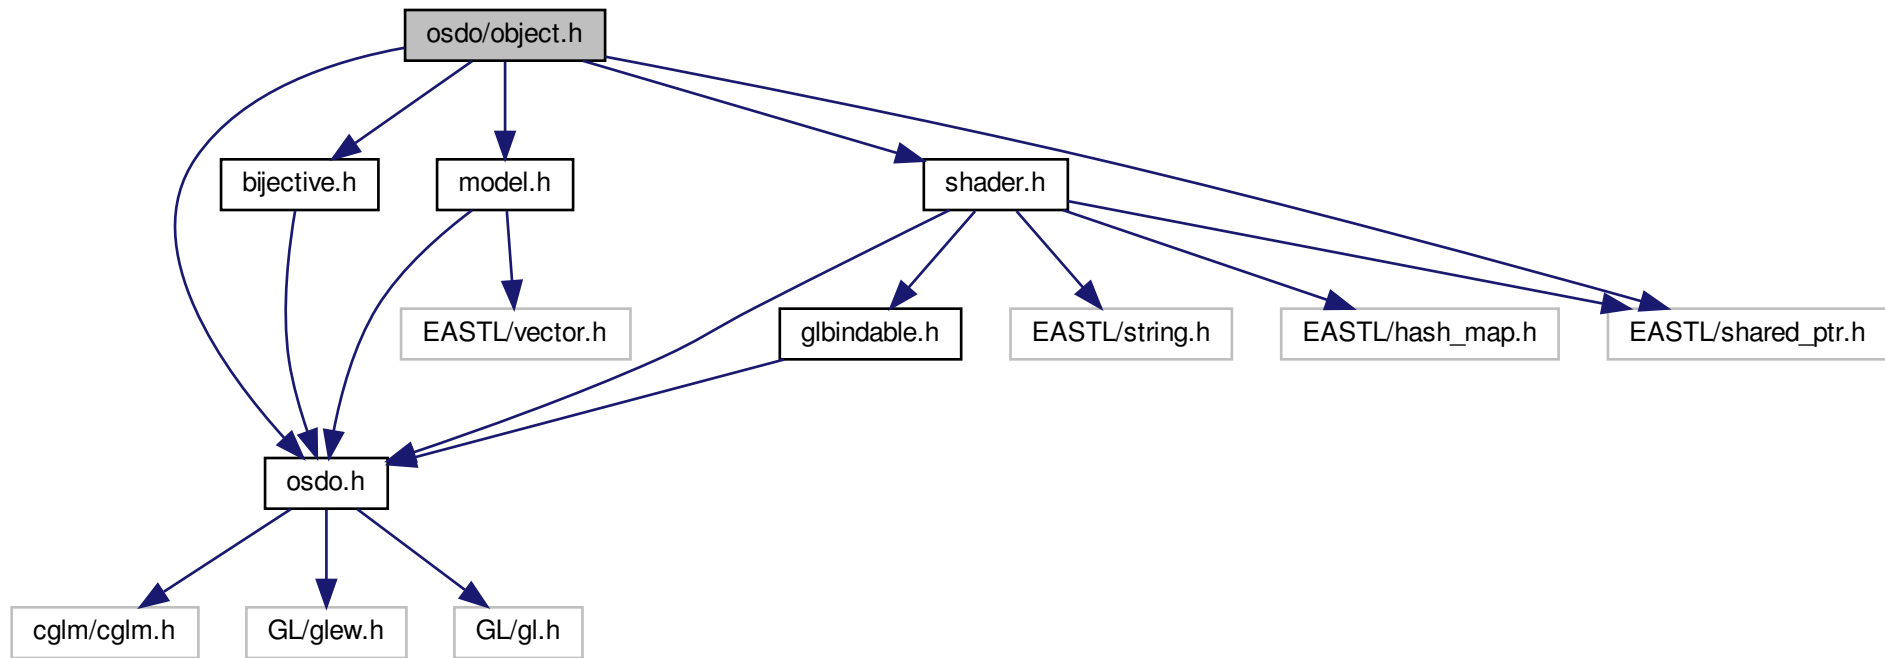 osdo/object.h
bijective.h
model.h
shader.h
EASTL/vector.h
glbindable.h
EASTL/string.h
EASTL/hash_map.h
EASTL/shared_ptr.h
osdo.h
cglm/cglm.h
GL/glew.h
GL/gl.h